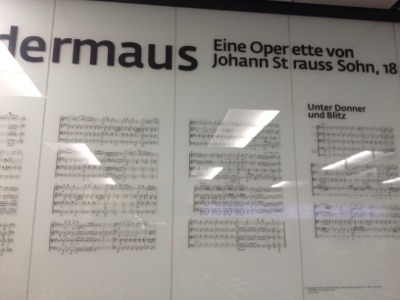 dermaus
Eine Operette von
Johann Strauss Sohn, 18
Unter Donner
und Blitz